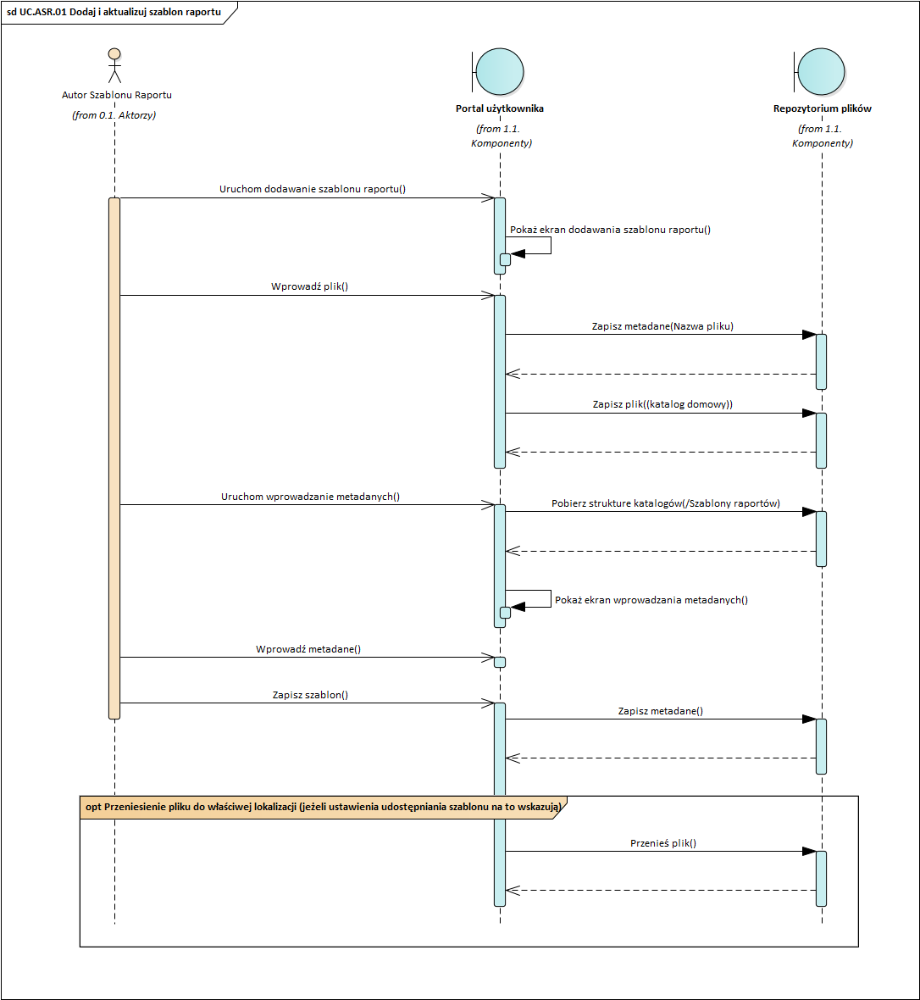 sd UC.ASR.01 Dodaj i aktualizuj szablon raportu
Autor Szablonu Raportu
(from 0.1. Aktorzy)
Portal użytkownika
(from 1.1.
Komponenty)
Repozytorium plików
(from 1.1.
Komponenty)
Uruchom dodawanie szablonu raportu()
Pokaż ekran dodawania szablonu raportu()
Wprowadź plik()
Zapisz metadane(Nazwa pliku)
Zapisz plik((katalog domowy))
Uruchom wprowadzanie metadanych()
Pobierz strukture katalogów(/Szablony raportów)
Pokaż ekran wprowadzania metadanych()
Wprowadź metadane()
Zapisz szablon()
Zapisz metadane()
opt Przeniesienie pliku do właściwej lokalizacji (jeżeli ustawienia udostępniania szablonu na to wskazują)
Przenieś plik()